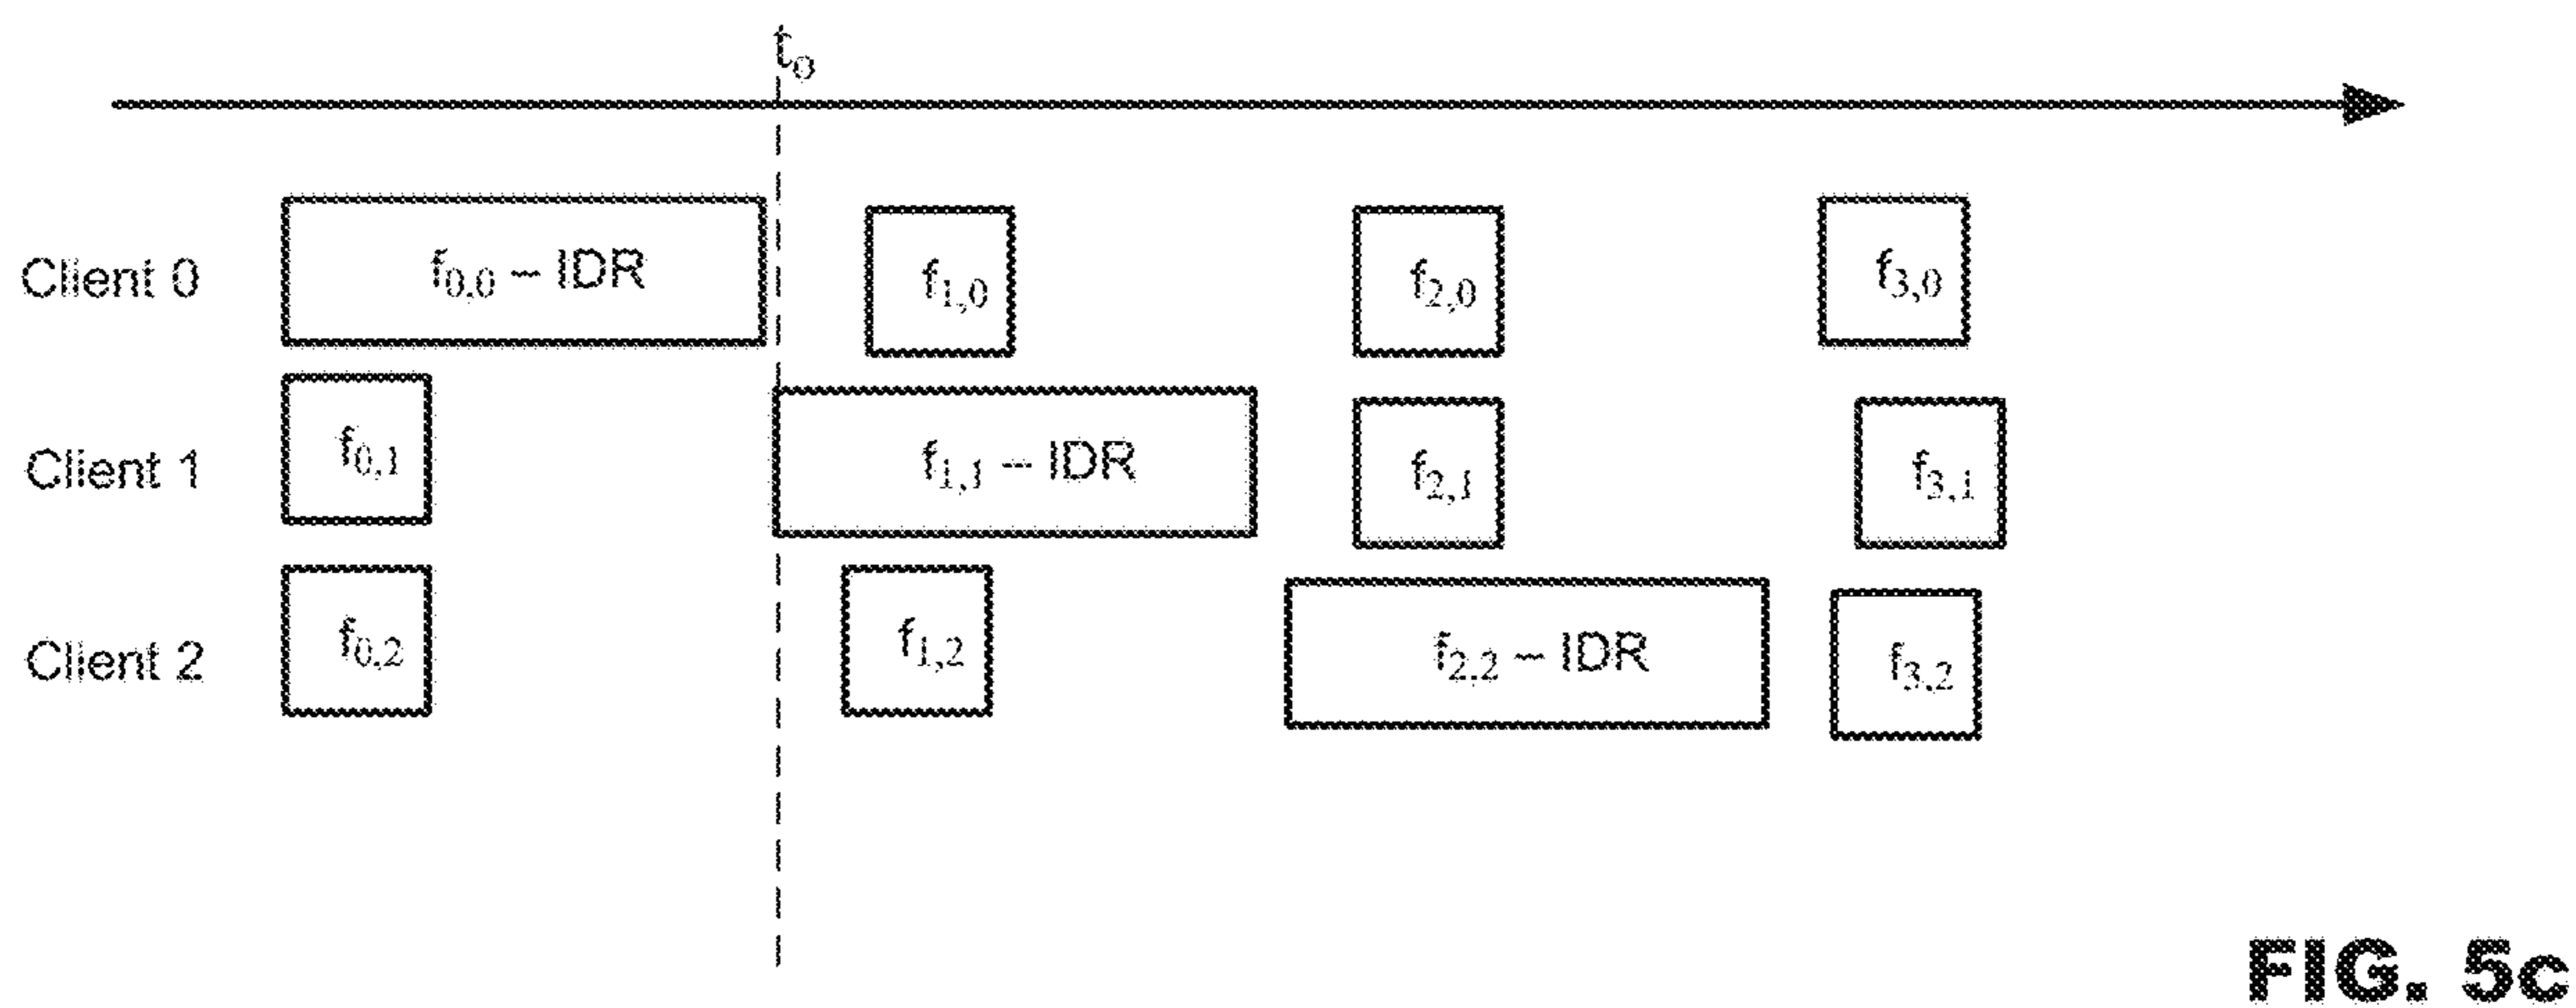 t₀
Client 0 f₀,₀ – IDR f₁,₀ f₂,₀ f₃,₀
Client 1 f₀,₁ f₁,₁ – IDR f₂,₁ f₃,₁
Client 2 f₀,₂ f₁,₂ f₂,₂ – IDR f₃,₂
FIG. 5c